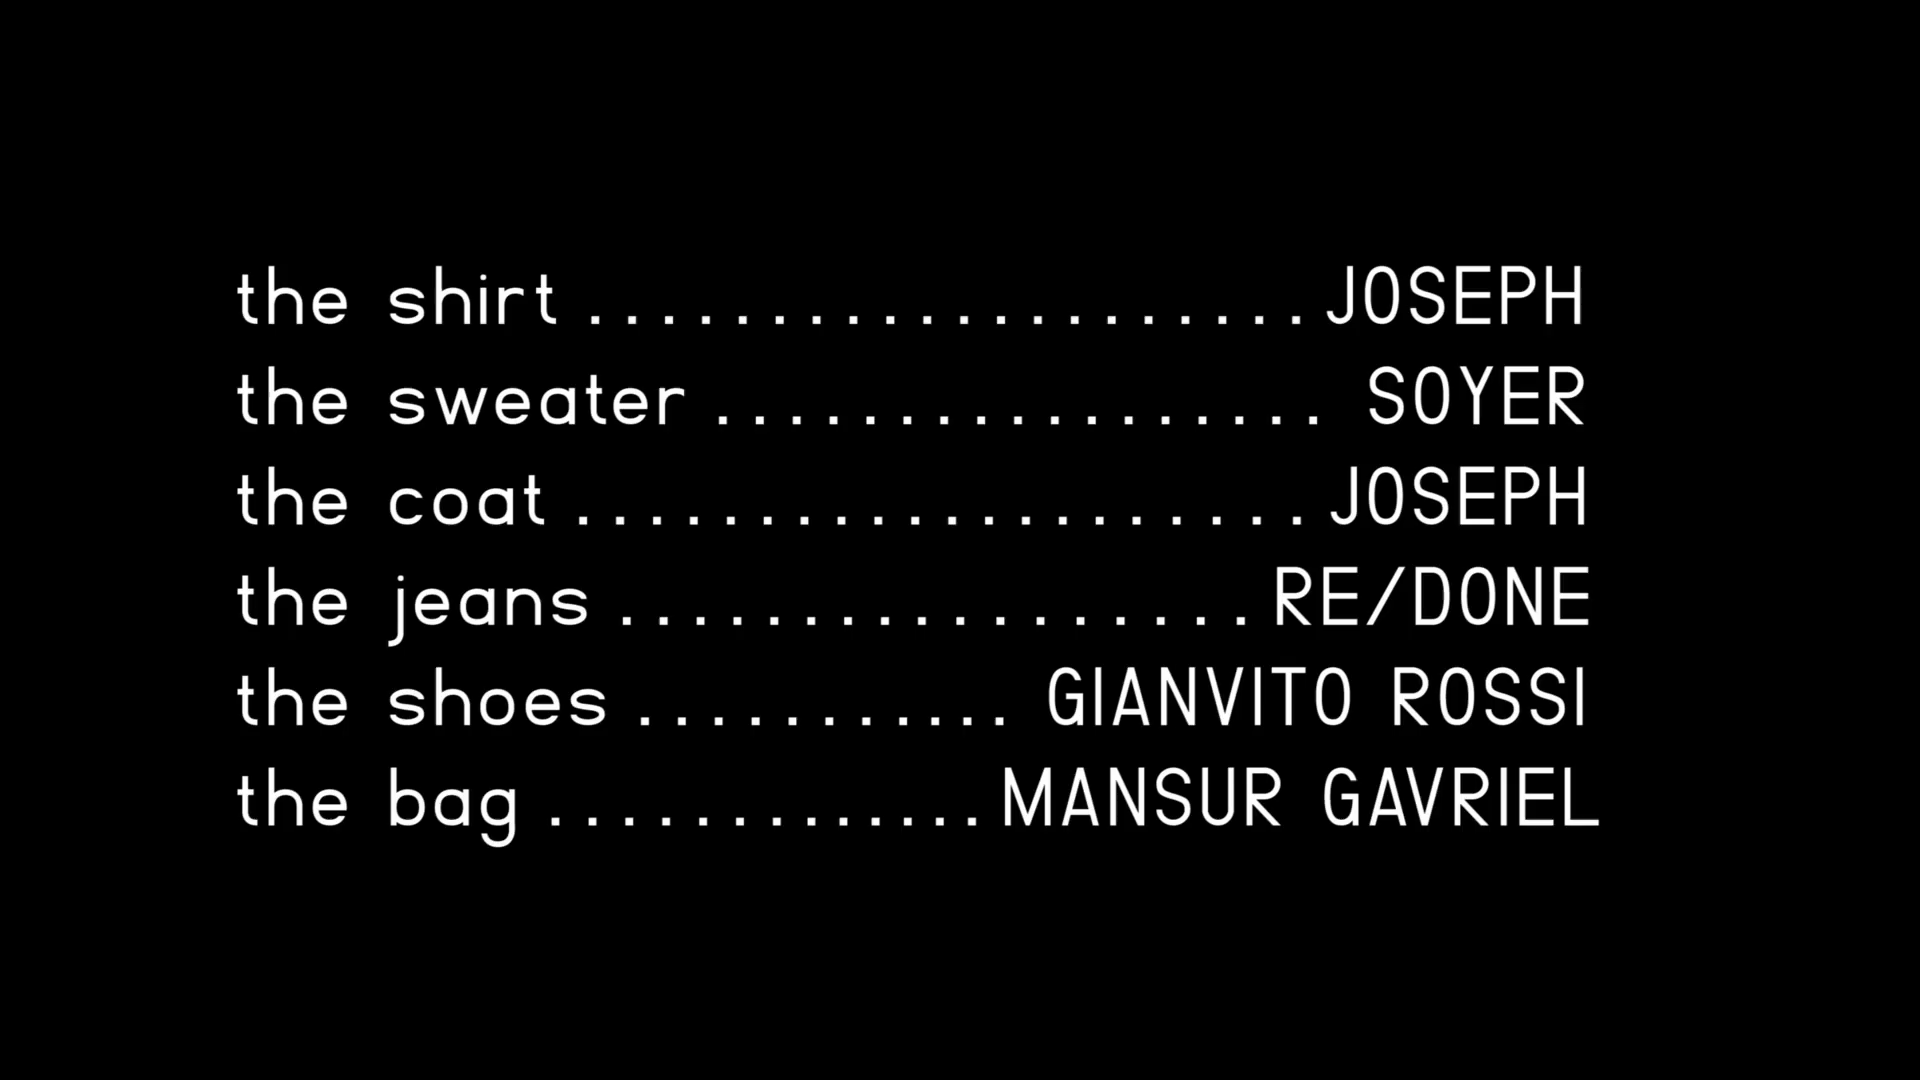 the shirt ....................JOSEPH
the sweater ................. SOYER
the coat ....................JOSEPH
the jeans ..................RE/DONE
the shoes ........... GIANVITO ROSSI
the bag ............MANSUR GAVRIEL